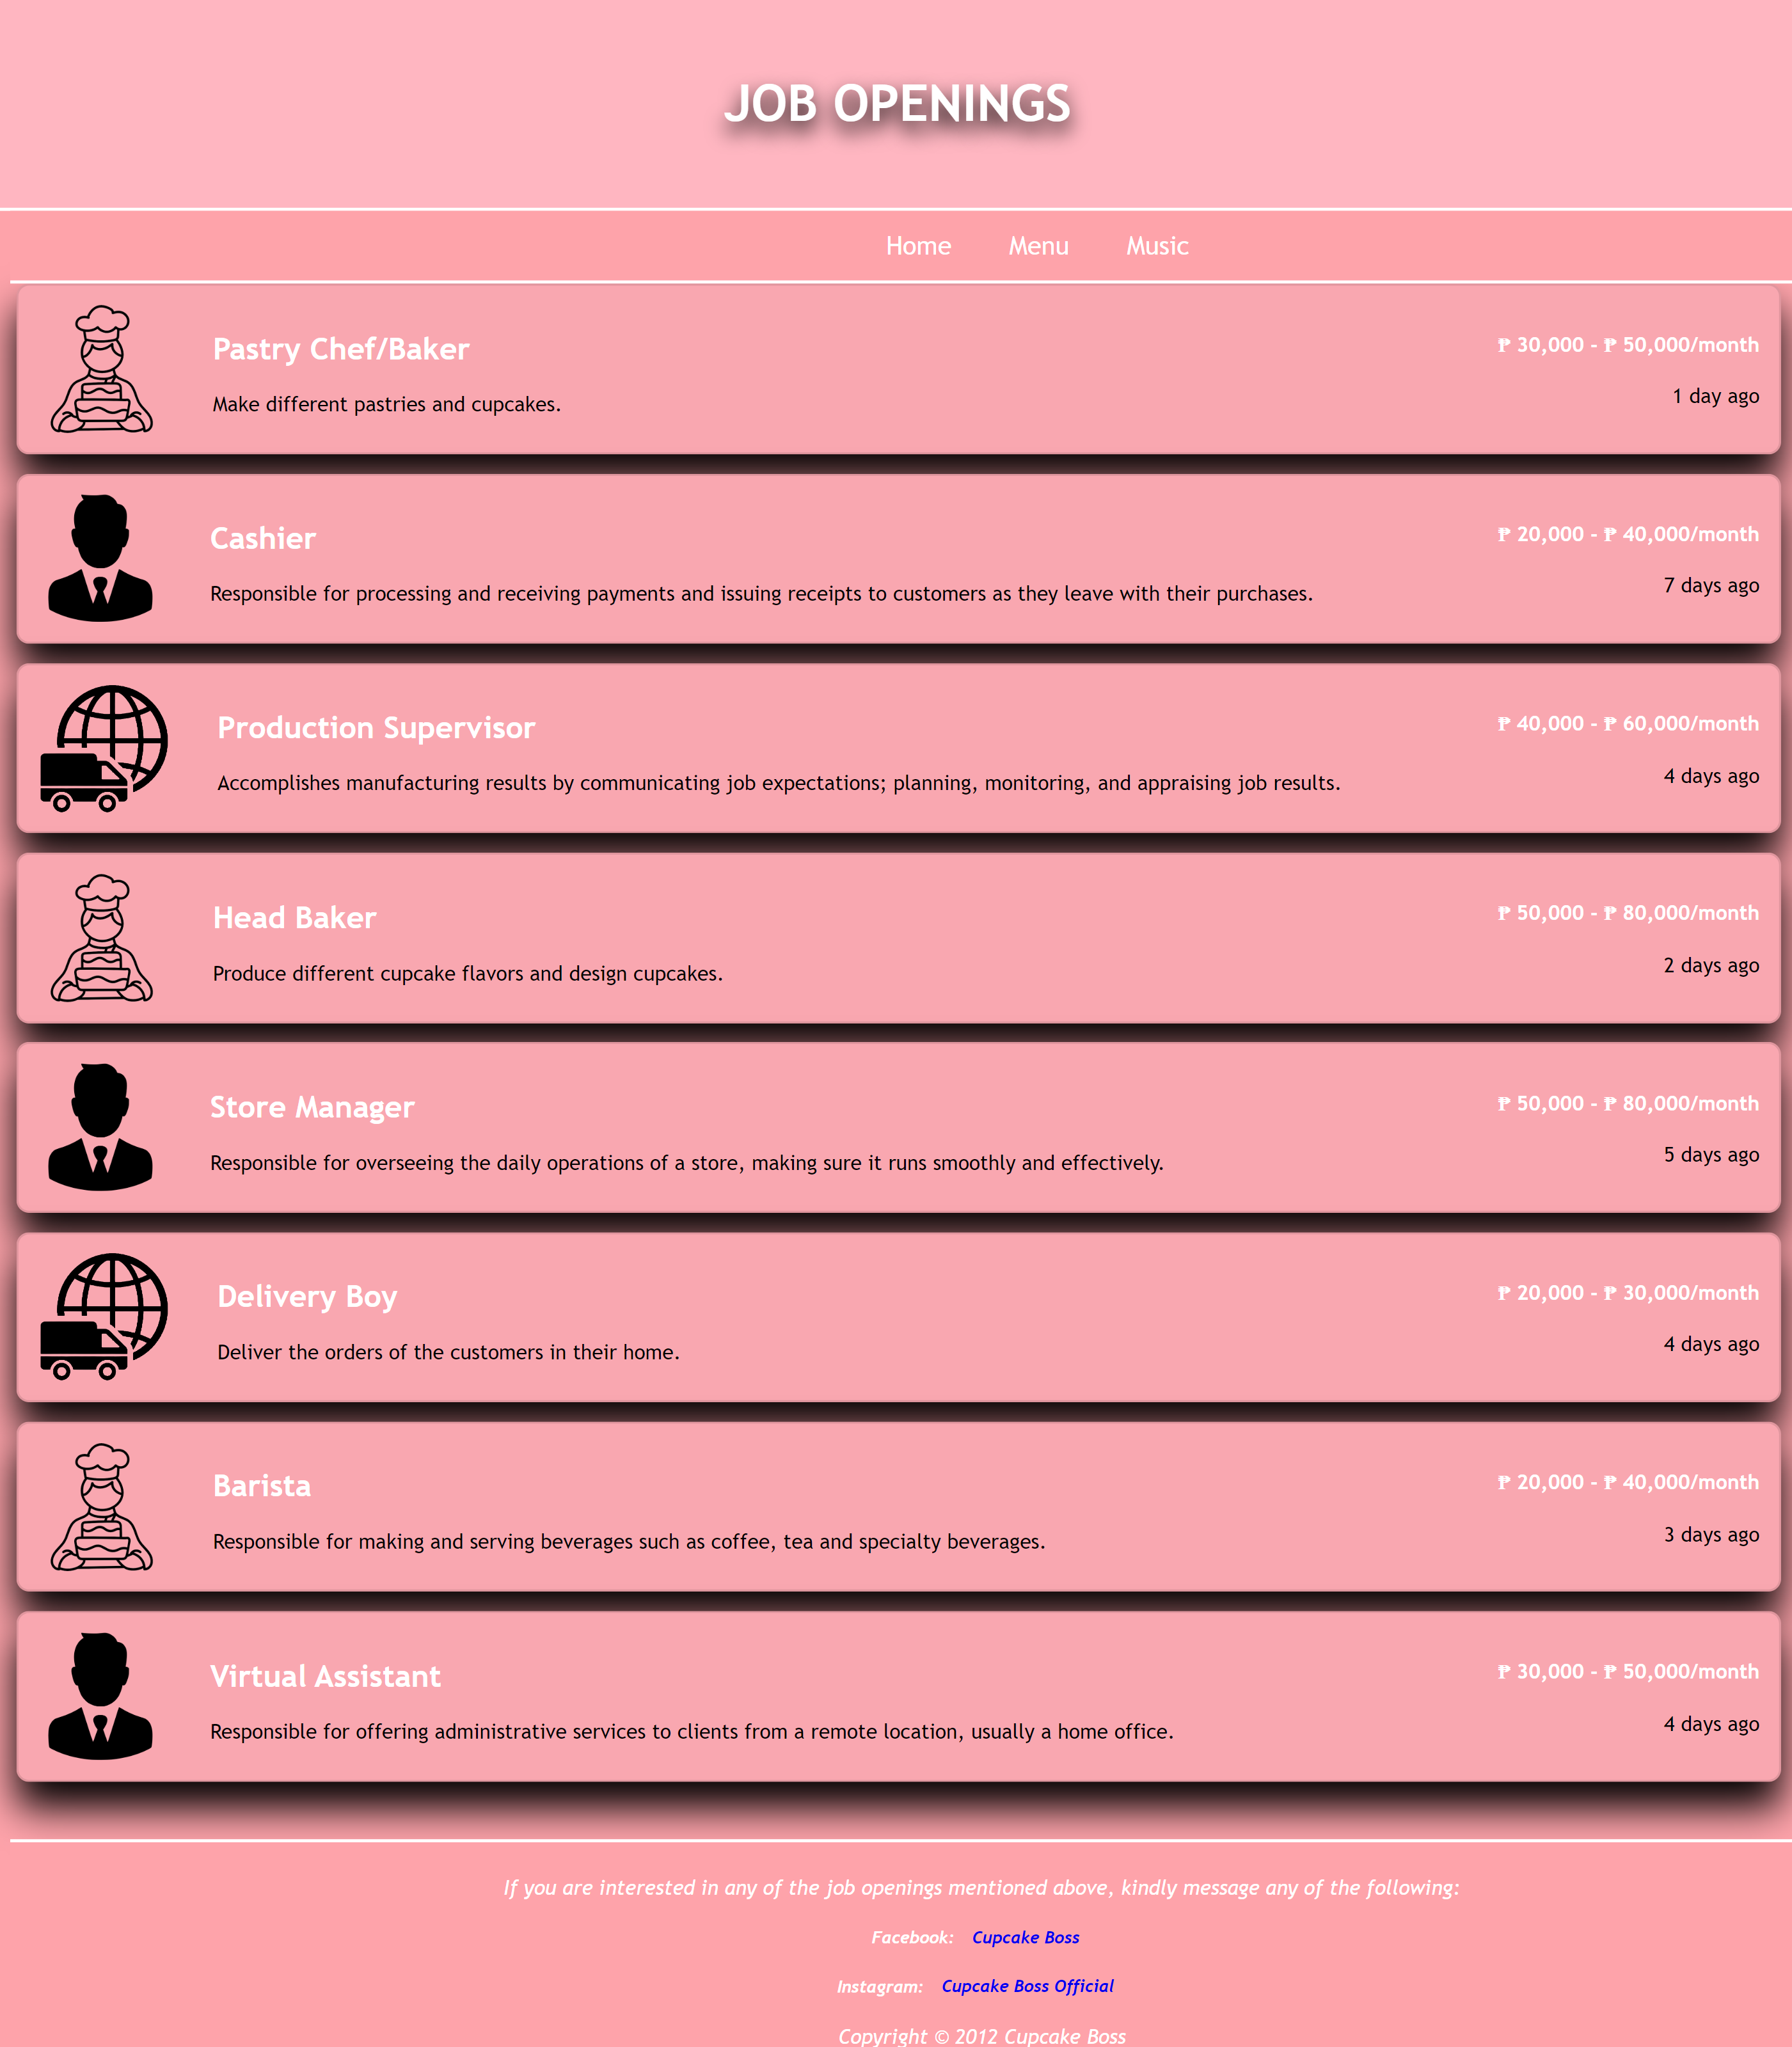 JOB OPENINGS
Home Menu Music
Pastry Chef/Baker
₱ 30,000 - ₱ 50,000/month
Make different pastries and cupcakes.
1 day ago
Cashier
₱ 20,000 - ₱ 40,000/month
Responsible for processing and receiving payments and issuing receipts to customers as they leave with their purchases.
7 days ago
Production Supervisor
₱ 40,000 - ₱ 60,000/month
Accomplishes manufacturing results by communicating job expectations; planning, monitoring, and appraising job results.
4 days ago
Head Baker
₱ 50,000 - ₱ 80,000/month
Produce different cupcake flavors and design cupcakes.
2 days ago
Store Manager
₱ 50,000 - ₱ 80,000/month
Responsible for overseeing the daily operations of a store, making sure it runs smoothly and effectively.
5 days ago
Delivery Boy
₱ 20,000 - ₱ 30,000/month
Deliver the orders of the customers in their home.
4 days ago
Barista
₱ 20,000 - ₱ 40,000/month
Responsible for making and serving beverages such as coffee, tea and specialty beverages.
3 days ago
Virtual Assistant
₱ 30,000 - ₱ 50,000/month
Responsible for offering administrative services to clients from a remote location, usually a home office.
4 days ago
If you are interested in any of the job openings mentioned above, kindly message any of the following:
Facebook: Cupcake Boss
Instagram: Cupcake Boss Official
Copyright © 2012 Cupcake Boss